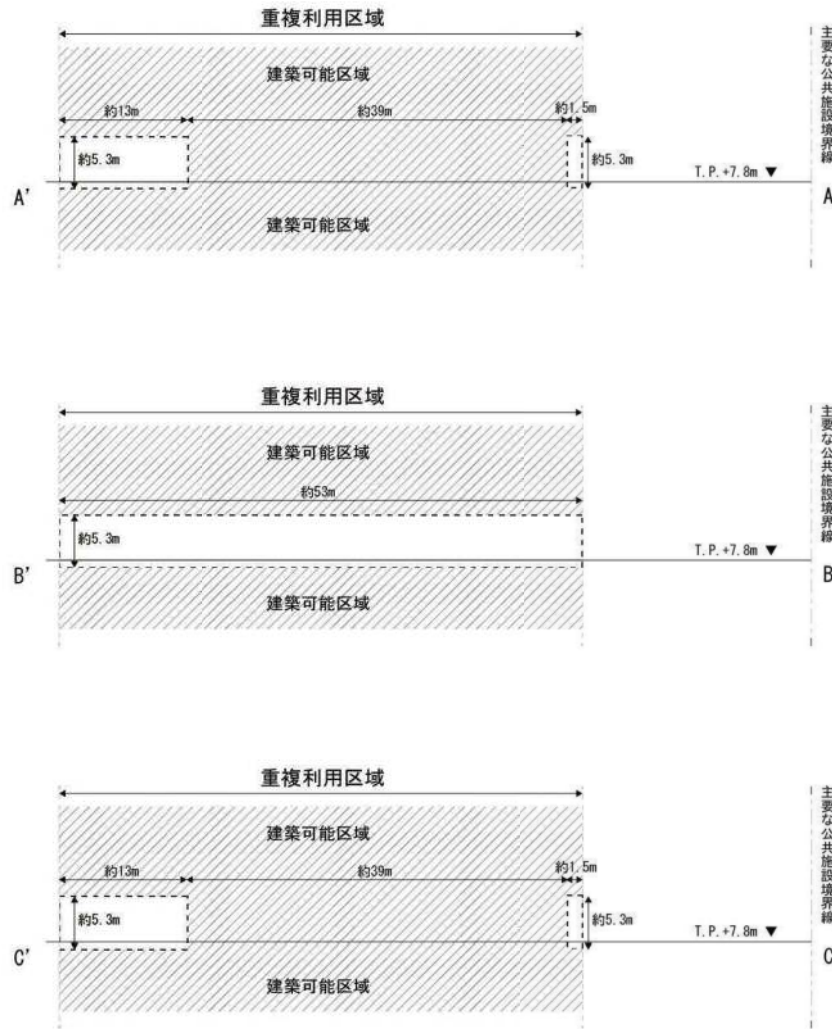 重複利用区域
建築可能区域
約13m
約39m
約1.5m
約5.3m
約5.3m
T.P.+7.8m ▼
A'
A
建築可能区域
主要な公共施設境界線
重複利用区域
建築可能区域
約53m
約5.3m
T.P.+7.8m ▼
B'
B
建築可能区域
主要な公共施設境界線
重複利用区域
建築可能区域
約13m
約39m
約1.5m
約5.3m
約5.3m
T.P.+7.8m ▼
C'
C
建築可能区域
主要な公共施設境界線